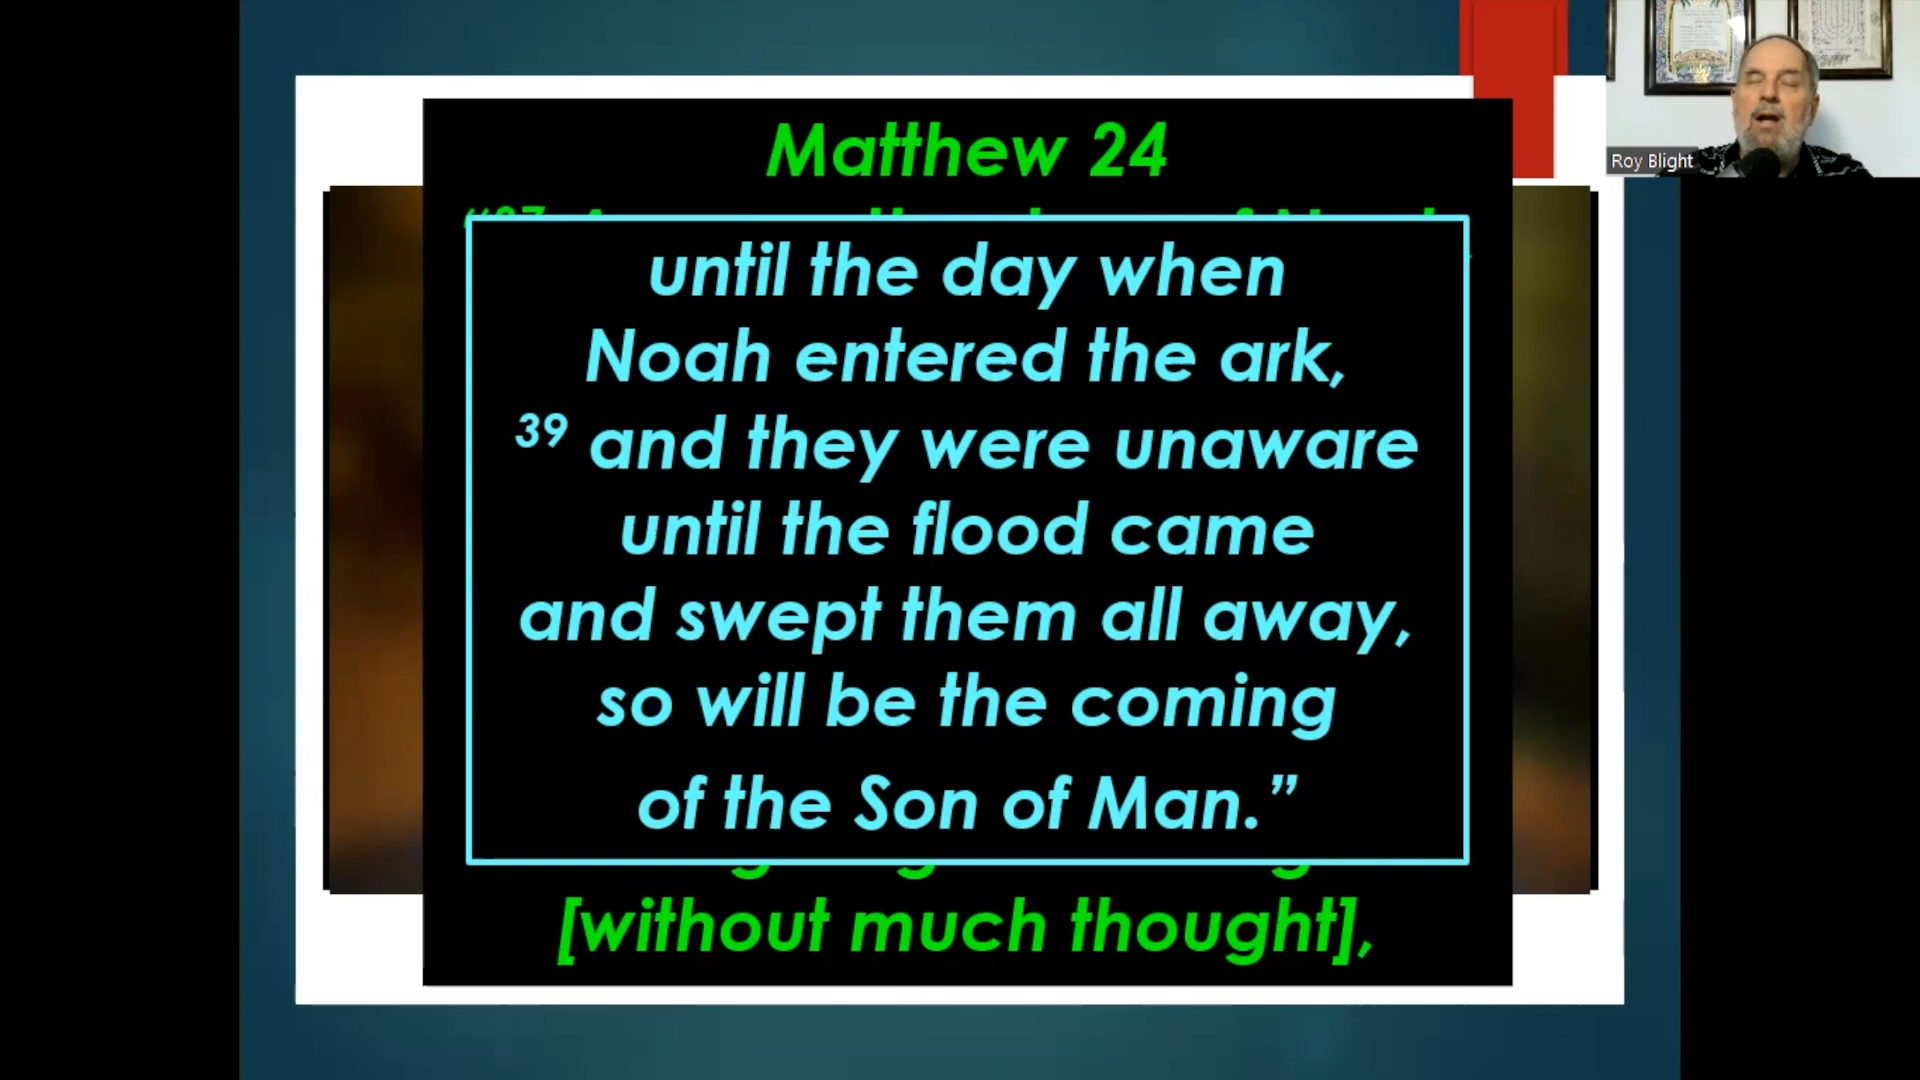 Matthew 24
until the day when
Noah entered the ark,
39 and they were unaware
until the flood came
and swept them all away,
so will be the coming
of the Son of Man.”
[without much thought],
Roy Blight